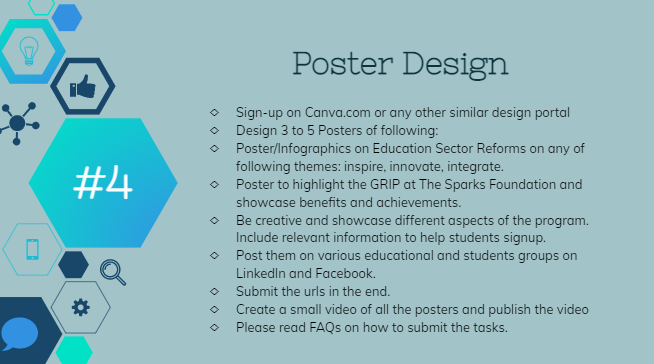 Poster Design
#4
Sign-up on Canva.com or any other similar design portal
Design 3 to 5 Posters of following:
Poster/Infographics on Education Sector Reforms on any of
following themes: inspire, innovate, integrate.
Poster to highlight the GRIP at The Sparks Foundation and
showcase benefits and achievements.
Be creative and showcase different aspects of the program.
Include relevant information to help students signup.
Post them on various educational and students groups on
LinkedIn and Facebook.
Submit the urls in the end.
Create a small video of all the posters and publish the video
Please read FAQs on how to submit the tasks.